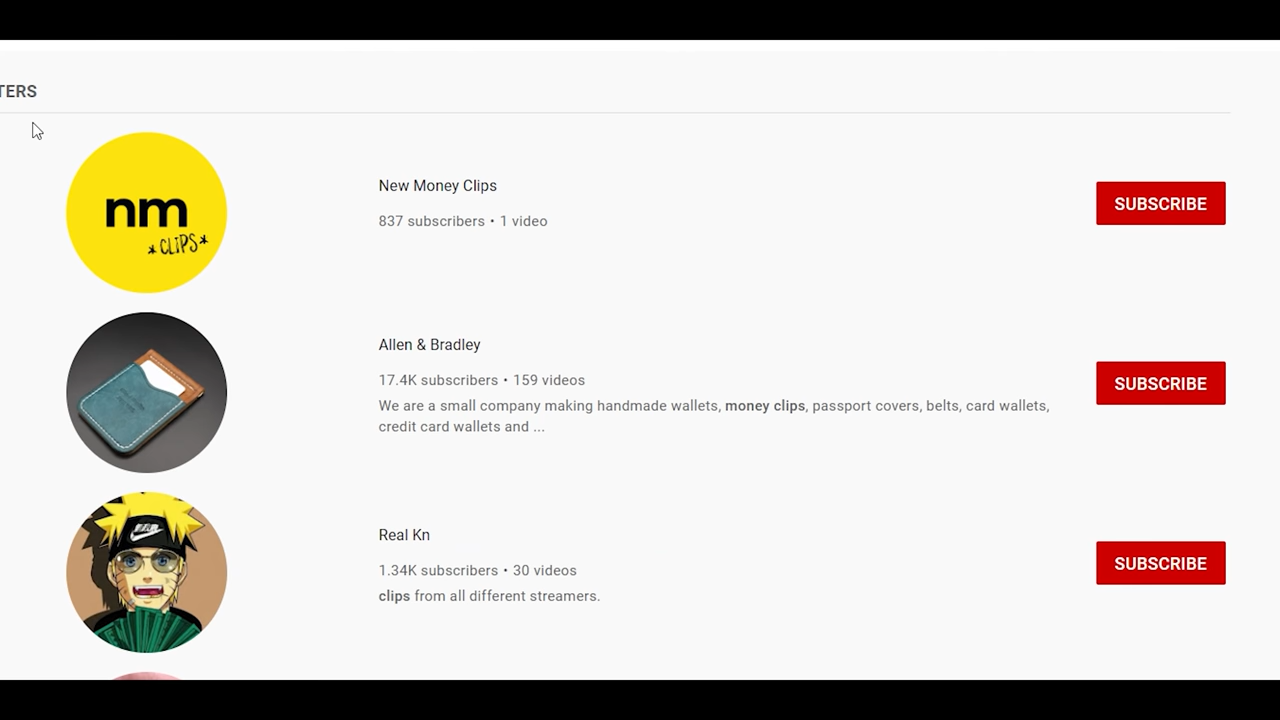 TERS
nm
*CLIPS*
New Money Clips
837 subscribers • 1 video
SUBSCRIBE
Allen & Bradley
17.4K subscribers • 159 videos
We are a small company making handmade wallets, money clips, passport covers, belts, card wallets,
credit card wallets and ...
SUBSCRIBE
Real Kn
1.34K subscribers • 30 videos
clips from all different streamers.
SUBSCRIBE